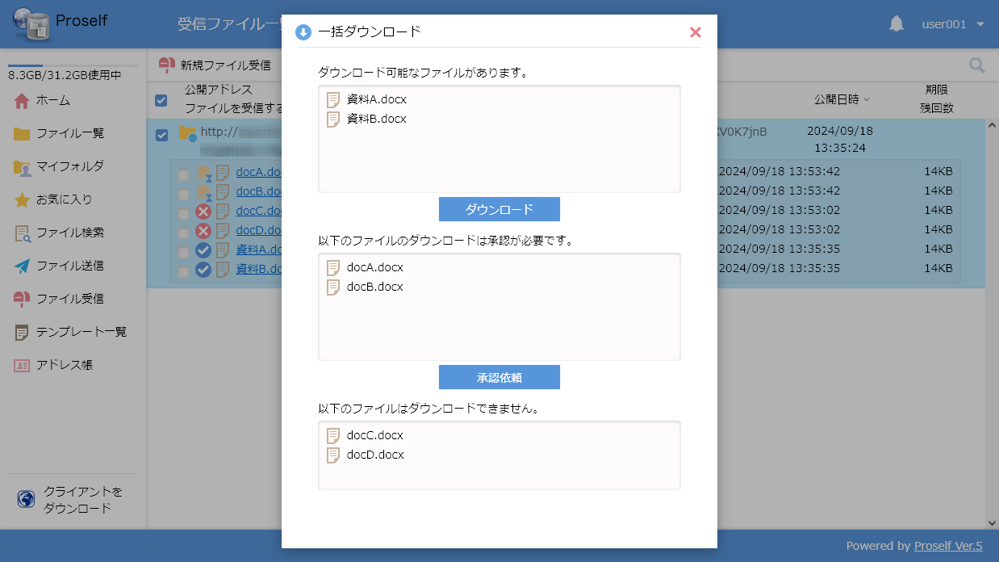 Proself
受信ファイル一
user001
8.3GB/31.2GB使用中
ホーム
ファイル一覧
マイフォルダ
お気に入り
ファイル検索
ファイル送信
ファイル受信
テンプレート一覧
アドレス帳
クライアントを
ダウンロード
新規ファイル受信
公開アドレス
ファイルを受信する
公開日時
期限
残回数
http://
V0K7jnB
2024/09/18
13:35:24
docA.do
2024/09/18 13:53:42 14KB
docB.do
2024/09/18 13:53:42 14KB
docC.do
2024/09/18 13:53:02 14KB
docD.do
2024/09/18 13:53:02 14KB
資料A.do
2024/09/18 13:35:35 14KB
資料B.do
2024/09/18 13:35:35 14KB
一括ダウンロード
ダウンロード可能なファイルがあります。
資料A.docx
資料B.docx
ダウンロード
以下のファイルのダウンロードは承認が必要です。
docA.docx
docB.docx
承認依頼
以下のファイルはダウンロードできません。
docC.docx
docD.docx
Powered by Proself Ver.5